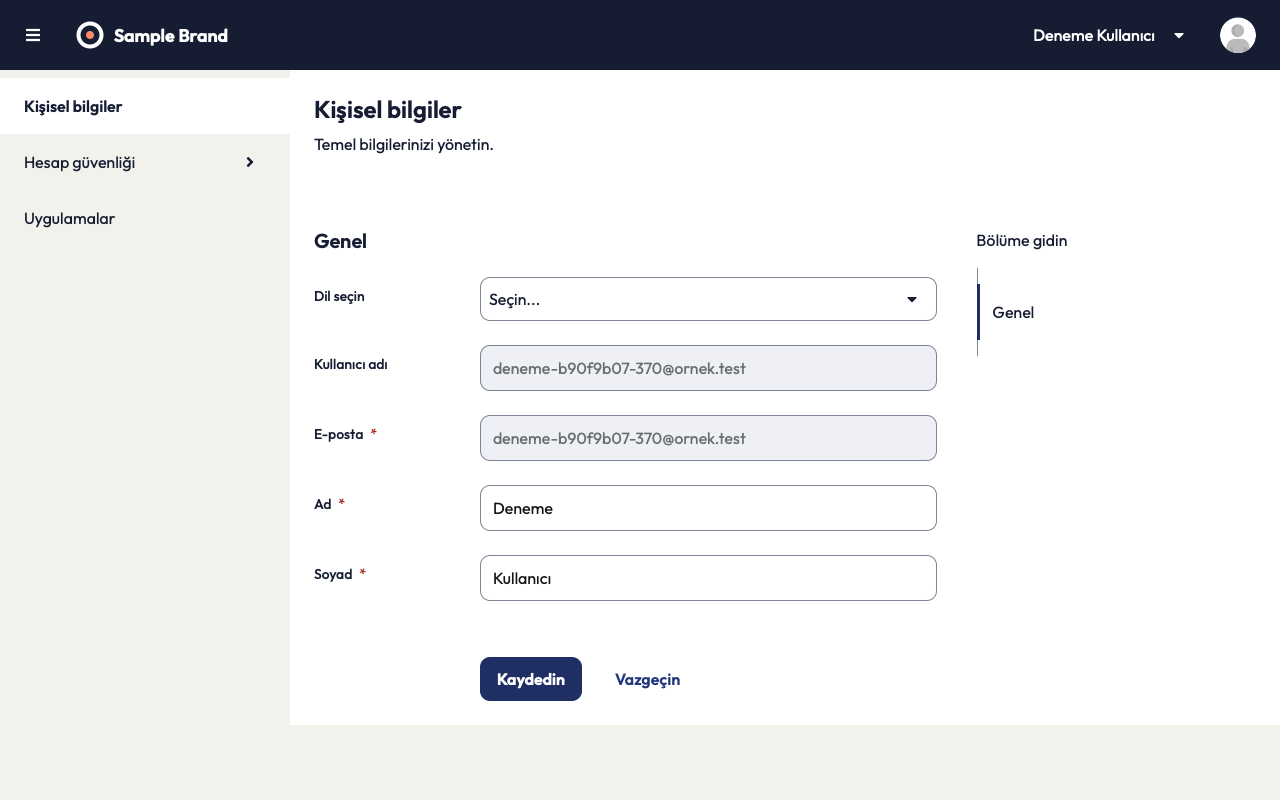 Sample Brand
Deneme Kullanıcı
Kişisel bilgiler
Hesap güvenliği
Uygulamalar
Kişisel bilgiler
Temel bilgilerinizi yönetin.
Genel
Dil seçin
Seçin...
Kullanıcı adı
deneme-b90f9b07-370@ornek.test
E-posta *
deneme-b90f9b07-370@ornek.test
Ad *
Deneme
Soyad *
Kullanıcı
Kaydedin
Vazgeçin
Bölüme gidin
Genel